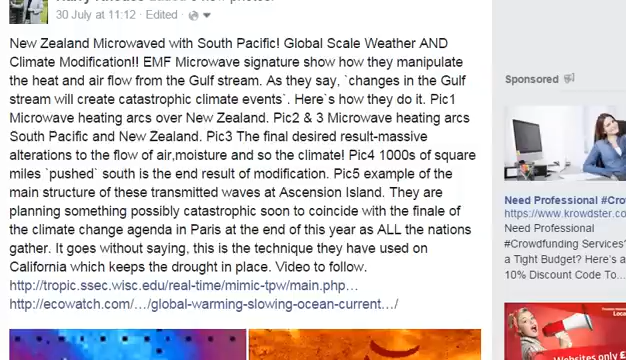 30 July at 11:12 · Edited ·
New Zealand Microwaved with South Pacific! Global Scale Weather AND
Climate Modification!! EMF Microwave signature show how they manipulate
the heat and air flow from the Gulf stream. As they say, `changes in the Gulf
stream will create catastrophic climate events`. Here`s how they do it. Pic1
Microwave heating arcs over New Zealand. Pic2 & 3 Microwave heating arcs
South Pacific and New Zealand. Pic3 The final desired result-massive
alterations to the flow of air,moisture and so the climate! Pic4 1000s of square
miles `pushed` south is the end result of modification. Pic5 example of the
main structure of these transmitted waves at Ascension Island. They are
planning something possibly catastrophic soon to coincide with the finale of
the climate change agenda in Paris at the end of this year as ALL the nations
gather. It goes without saying, this is the technique they have used on
California which keeps the drought in place. Video to follow.
http://tropic.ssec.wisc.edu/real-time/mimic-tpw/main.php…
http://ecowatch.com/…/global-warming-slowing-ocean-current…/
Sponsored
Need Professional #Cro
https://www.krowdster.co
Need Professional
#Crowdfunding Services?
a Tight Budget? Here's a
10% Discount Code To...
Loca
Websites only £